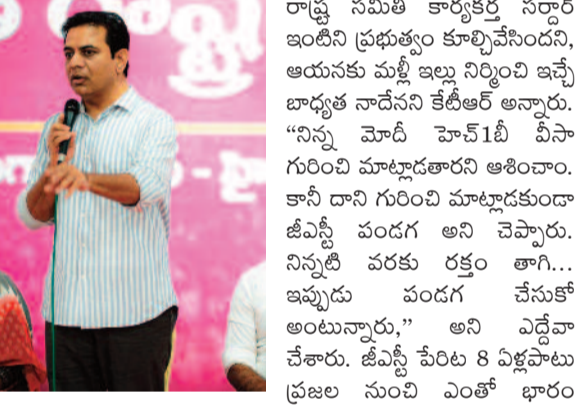 రాష్ట్ర సమితి కార్యకర్త సర్దార్
ఇంటిని ప్రభుత్వం కూల్చివేసిందని,
ఆయనకు మళ్లీ ఇల్లు నిర్మించి ఇచ్చే
బాధ్యత నాదేనని కేటీఆర్ అన్నారు.
“నిన్న మోదీ హెచ్1బీ వీసా
గురించి మాట్లాడతారని ఆశించాం.
కానీ దాని గురించి మాట్లాడకుండా
జీఎస్టీ పండగ అని చెప్పారు.
నిన్నటి వరకు రక్తం తాగి...
ఇప్పుడు పండగ చేసుకో
అంటున్నారు,” అని ఎద్దేవా
చేశారు. జీఎస్టీ పేరిట 8 ఏళ్లపాటు
ప్రజల నుంచి ఎంతో భారం